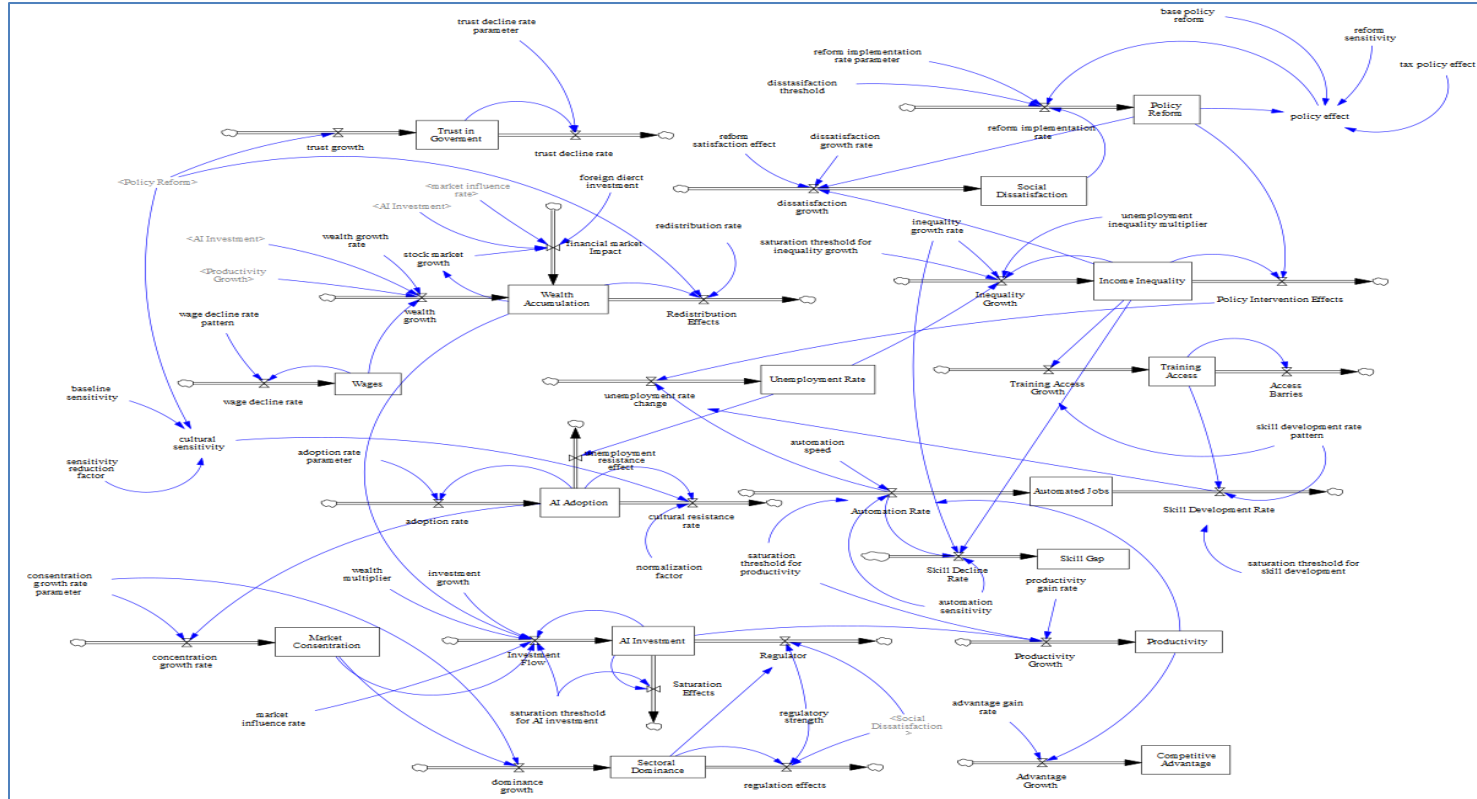 trust decline rate
parameter
base policy
reform
reform
sensitivity
tax policy effect
reform implementation
rate parameter
disstasifaction
threshold
Policy
Reform
policy effect
reform implementation
rate
Trust in
Goverment
trust growth
trust decline rate
reform
satisfaction effect
dissatisfaction
growth rate
Social
Dissatisfaction
dissatisfaction
growth
<Policy Reform>
<market influence
rate>
foreign dierct
investment
<AI Investment>
financial market
Impact
redistribution rate
inequality
growth rate
unemployment
inequality multiplier
saturation threshold for
inequality growth
wealth growth
rate
<AI Investment>
stock market
growth
<Productivity
Growth>
wealth growth
Wealth
Accumulation
Redistribution
Effects
Inequality
Growth
Income Inequality
Policy Intervention Effects
wage decline rate
pattern
Wages
wage decline rate
Unemployment Rate
unemployment rate
change
Training Access
Growth
Training
Access
Access
Barries
baseline
sensitivity
cultural
sensitivity
sensitivity
reduction
factor
adoption rate
parameter
unemployment
resistance
effect
automation
speed
skill development rate
pattern
AI Adoption
adoption rate
cultural resistance
rate
Automation Rate
Automated Jobs
Skill Development Rate
normalization
factor
saturation
threshold for
productivity
Skill Decline
Rate
Skill Gap
saturation threshold for
skill development
consentration
growth rate
parameter
wealth
multiplier
investment
growth
automation
sensitivity
productivity
gain rate
Market
Concentration
concentration
growth rate
Investment
Flow
AI Investment
Regulator
Productivity
Growth
Productivity
Saturation
Effects
market
influence rate
saturation threshold
for AI investment
regulatory
strength
<Social
Dissatisfaction
>
advantage gain
rate
dominance
growth
Sectoral
Dominance
regulation effects
Advantage
Growth
Competitive
Advantage